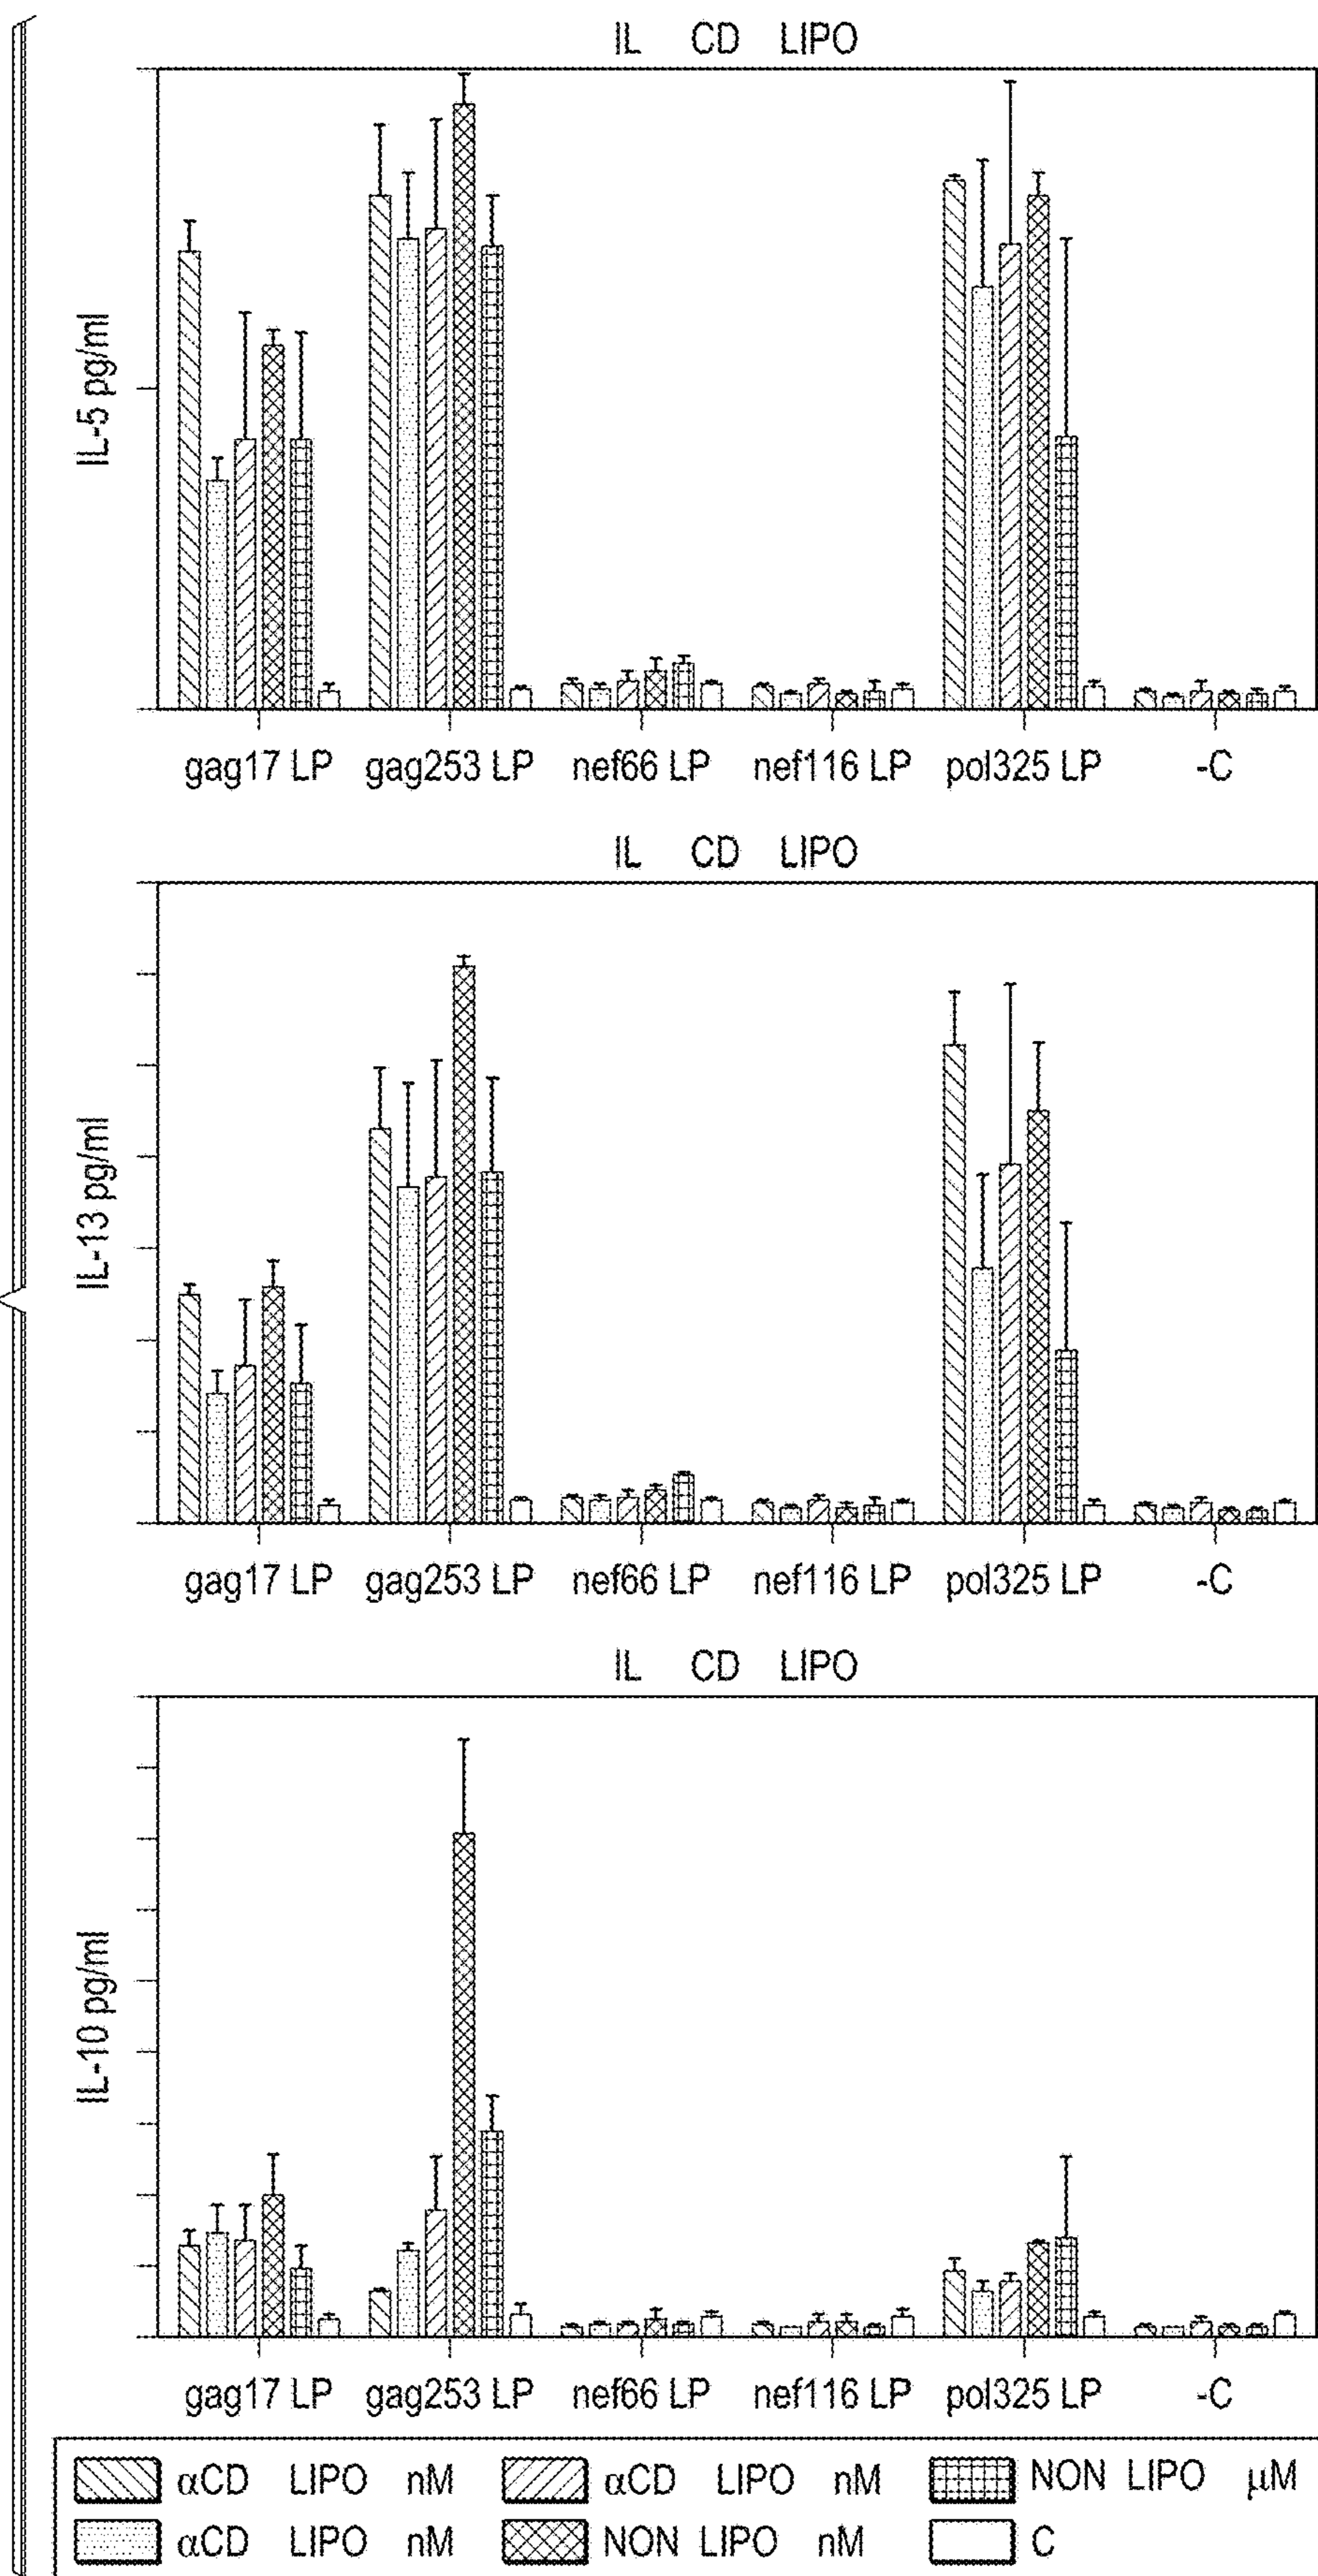 IL CD LIPO
IL-5 pg/ml
gag17 LP gag253 LP nef66 LP nef116 LP pol325 LP -C
IL CD LIPO
IL-13 pg/ml
gag17 LP gag253 LP nef66 LP nef116 LP pol325 LP -C
IL CD LIPO
IL-10 pg/ml
gag17 LP gag253 LP nef66 LP nef116 LP pol325 LP -C
αCD LIPO nM αCD LIPO nM NON LIPO μM
αCD LIPO nM NON LIPO nM C